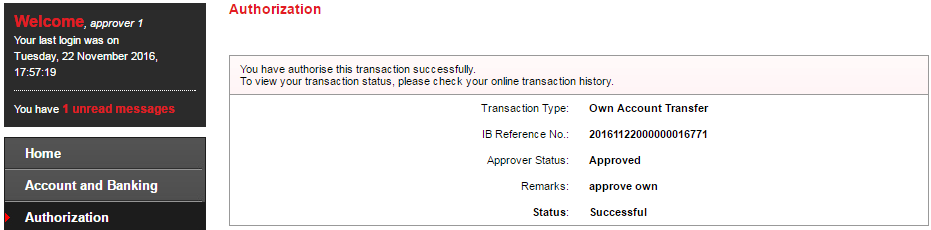 Welcome, approver 1
Your last login was on
Tuesday, 22 November 2016,
17:57:19
You have 1 unread messages
Home
Account and Banking
Authorization
Authorization
You have authorise this transaction successfully.
To view your transaction status, please check your online transaction history.
Transaction Type: Own Account Transfer
IB Reference No.: 20161122000000016771
Approver Status: Approved
Remarks: approve own
Status: Successful